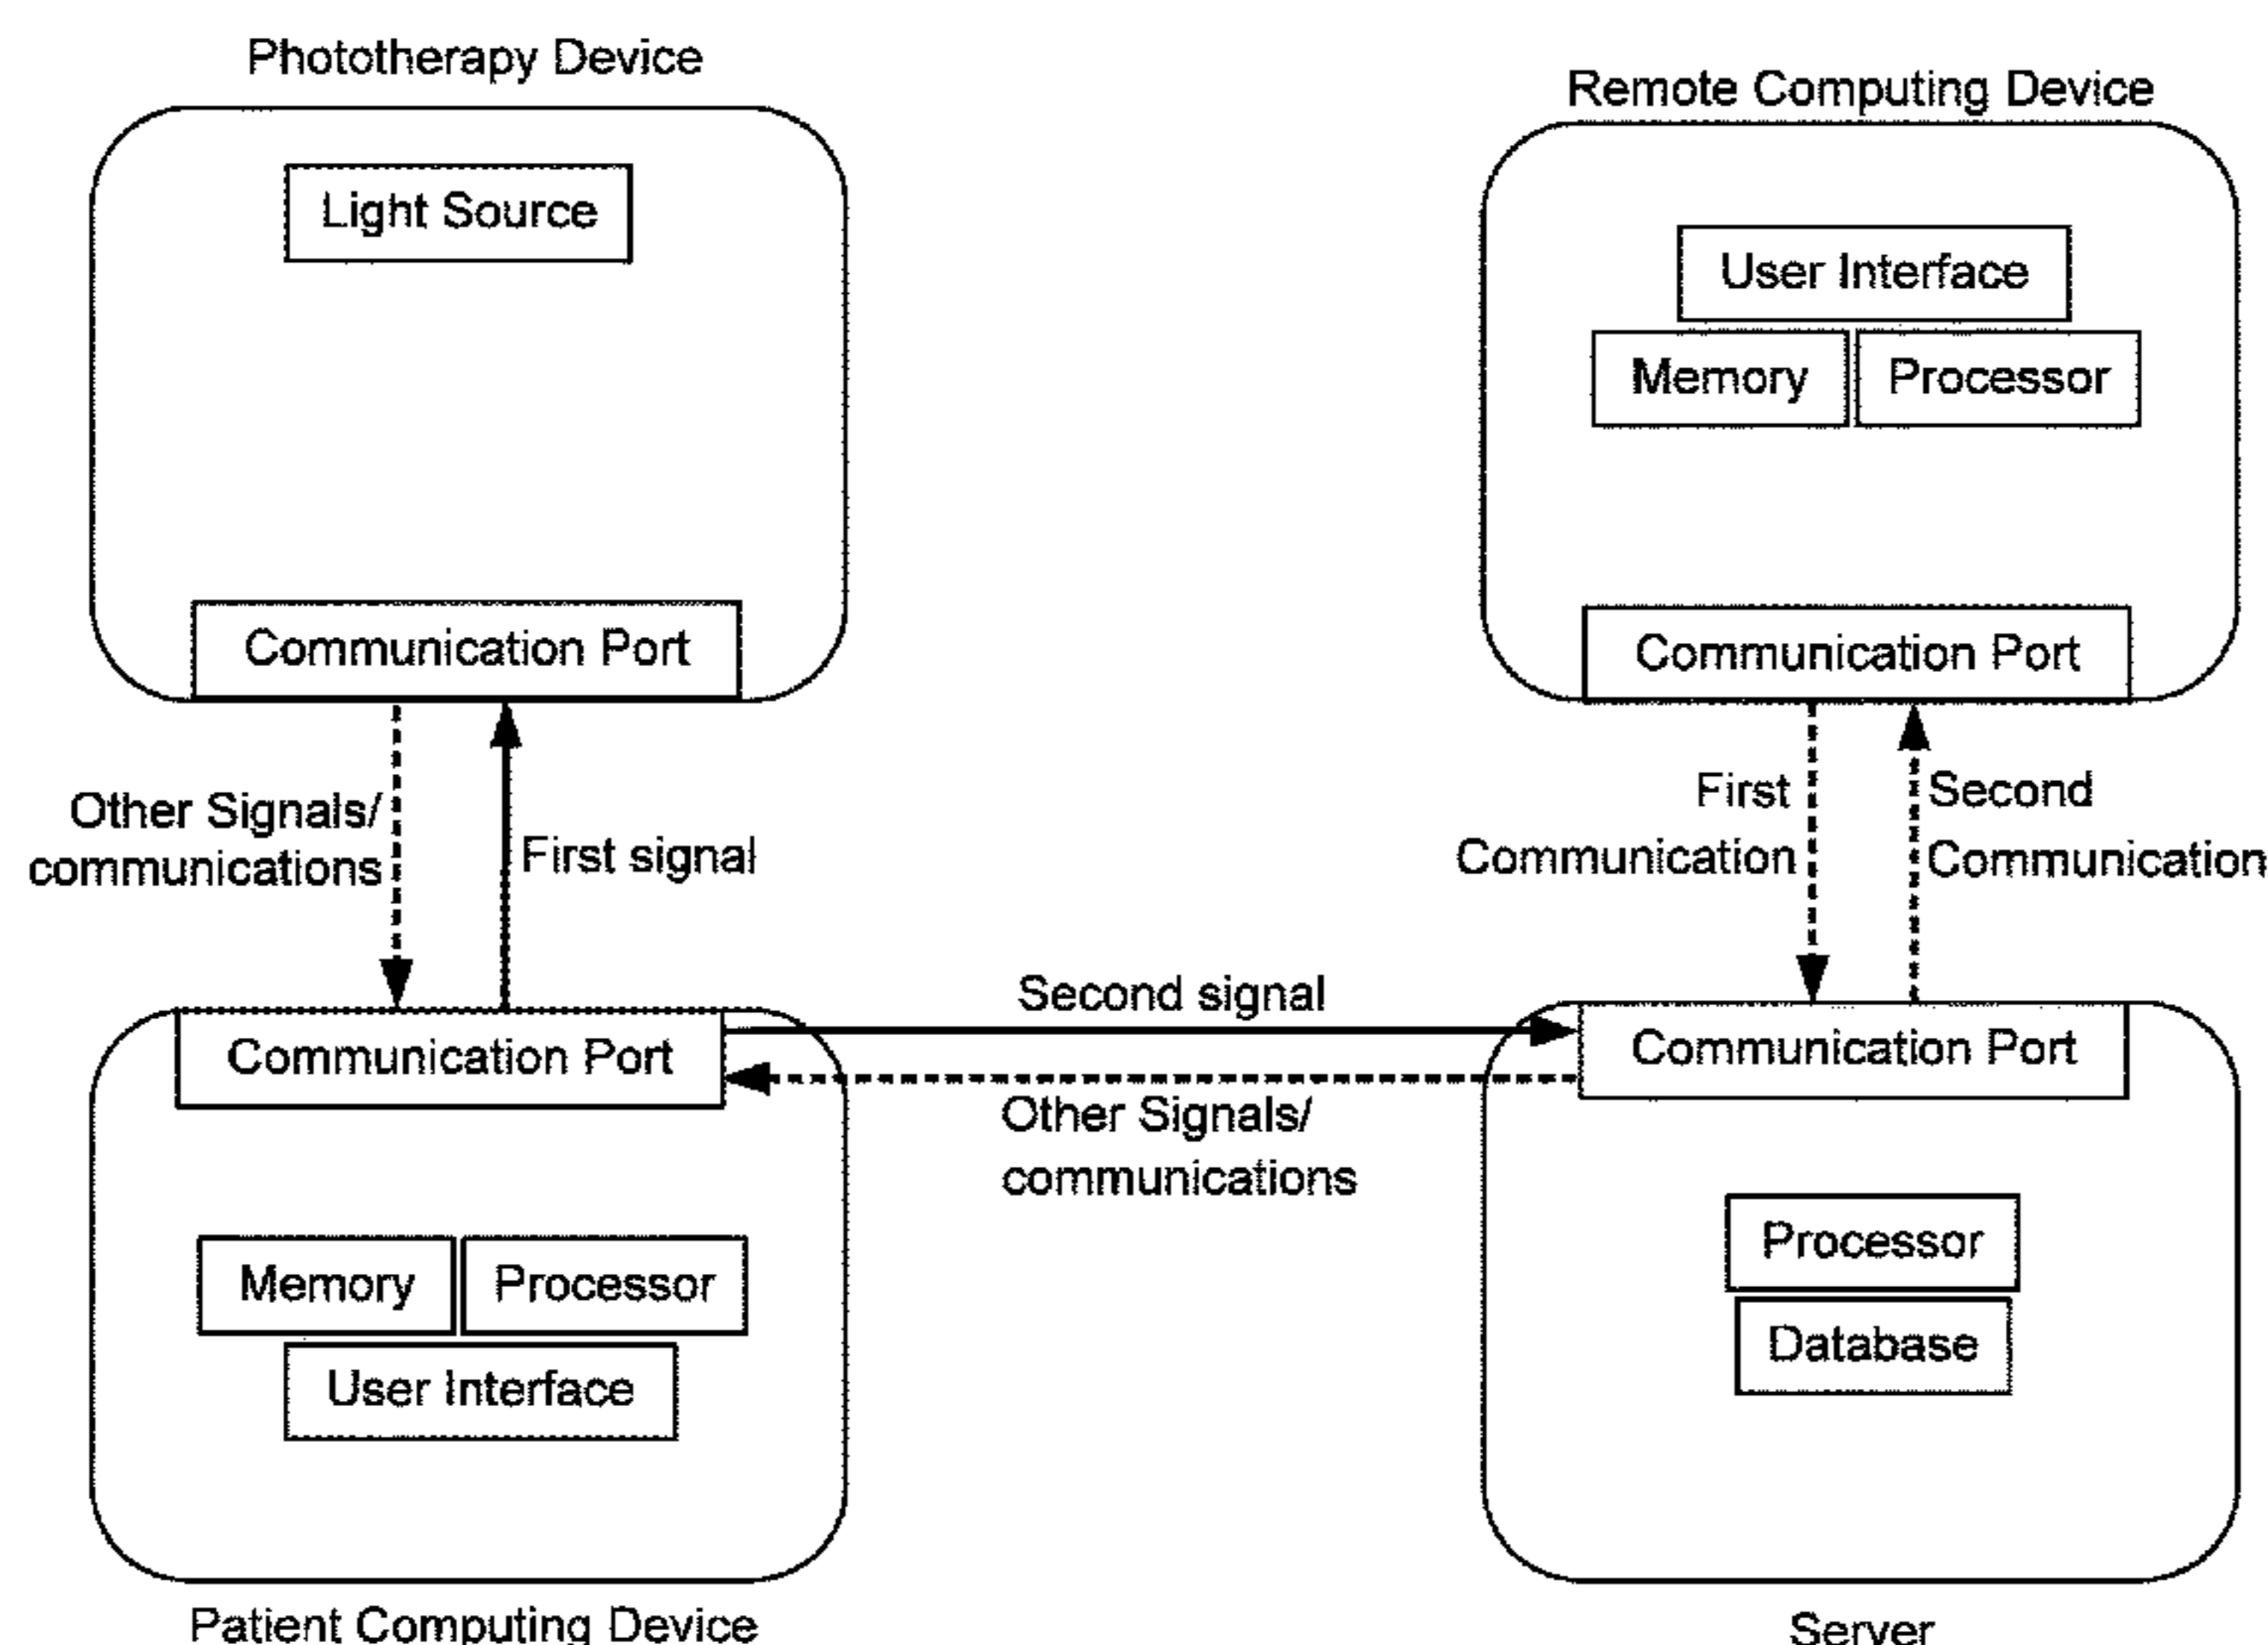 Phototherapy Device
Light Source
Communication Port
Remote Computing Device
User Interface
Memory
Processor
Communication Port
Other Signals/
communications
First signal
First
Communication
Second
Communication
Second signal
Other Signals/
communications
Communication Port
Memory
Processor
User Interface
Patient Computing Device
Communication Port
Processor
Database
Server